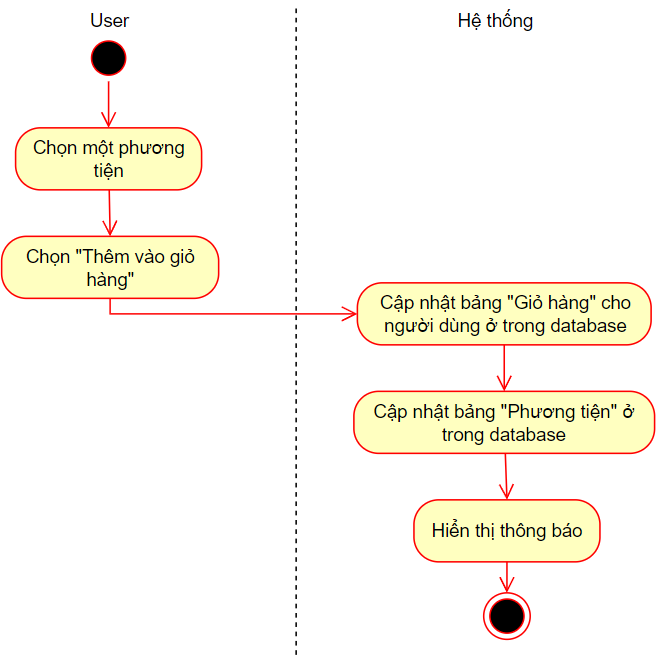 User
Hệ thống
Chọn một phương
tiện
Chọn "Thêm vào giỏ
hàng"
Cập nhật bảng "Giỏ hàng" cho
người dùng ở trong database
Cập nhật bảng "Phương tiện" ở
trong database
Hiển thị thông báo